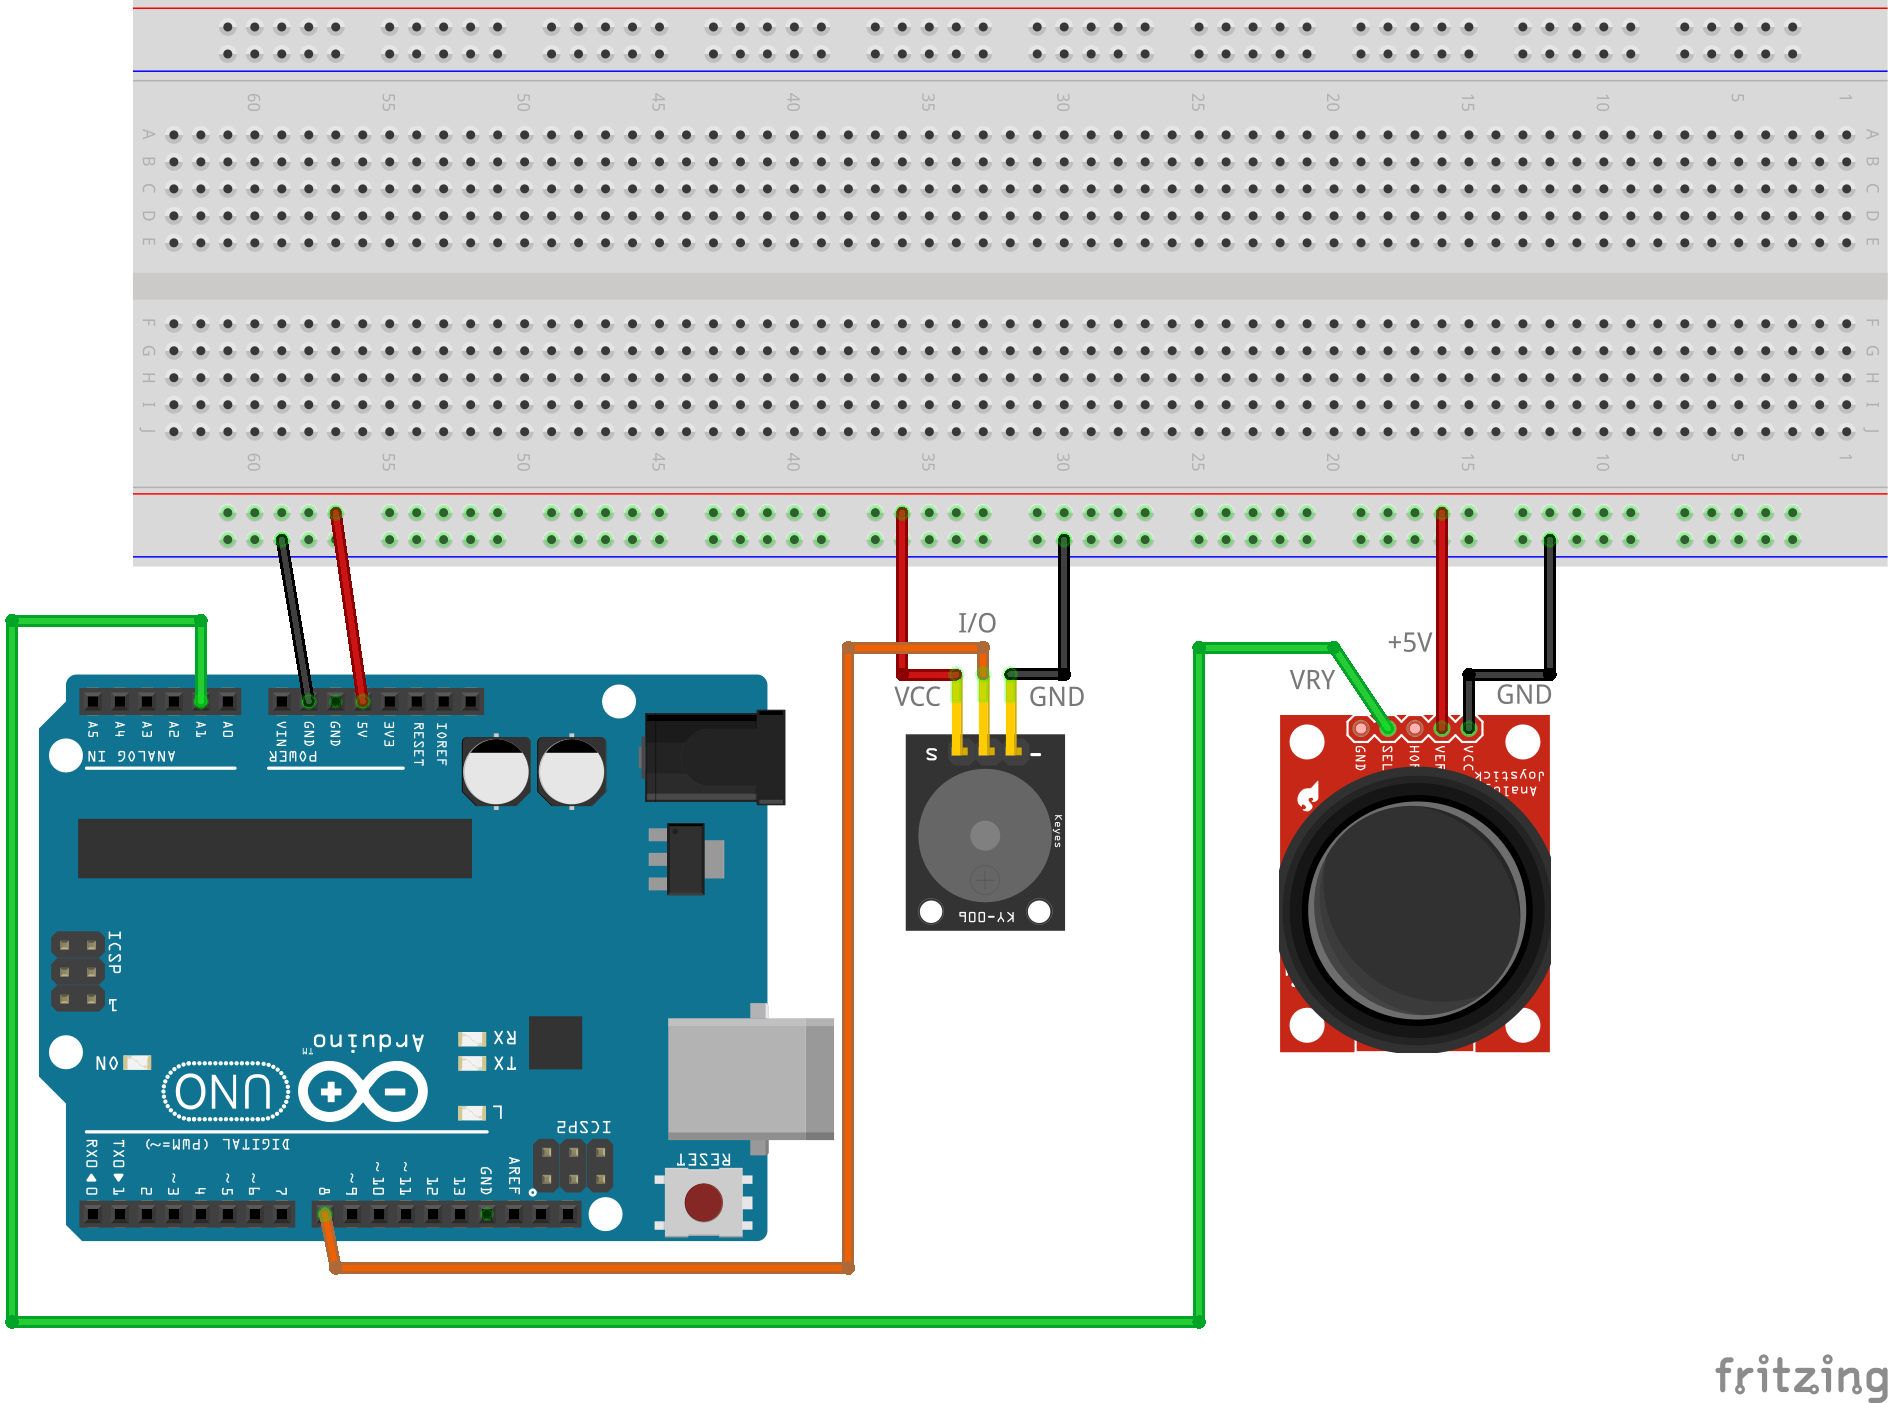 60 55 50 45 40 35 30 25 20 15 10 5 1
A A
B B
C C
D D
E E
F F
G G
H H
I I
J J
60 55 50 45 40 35 30 25 20 15 10 5 1
I/O
+5V
VRY
VCC
GND
GND
A5 A4 A3 A2 A1 A0 VIN GND GND 5V 3V3 RESET IOREF
ANALOG IN
POWER
S -
Keyes
KY-006
GND SEL HOR VER VCC
Joystick
ICSP
1
Arduino™
ON
UNO
RX
TX
L
ICSP2
DIGITAL (PWM=~)
RESET
RX0◄0 TX0►1 2 ~3 4 ~5 ~6 7 8 ~9 ~10 ~11 12 13 GND AREF
fritzing